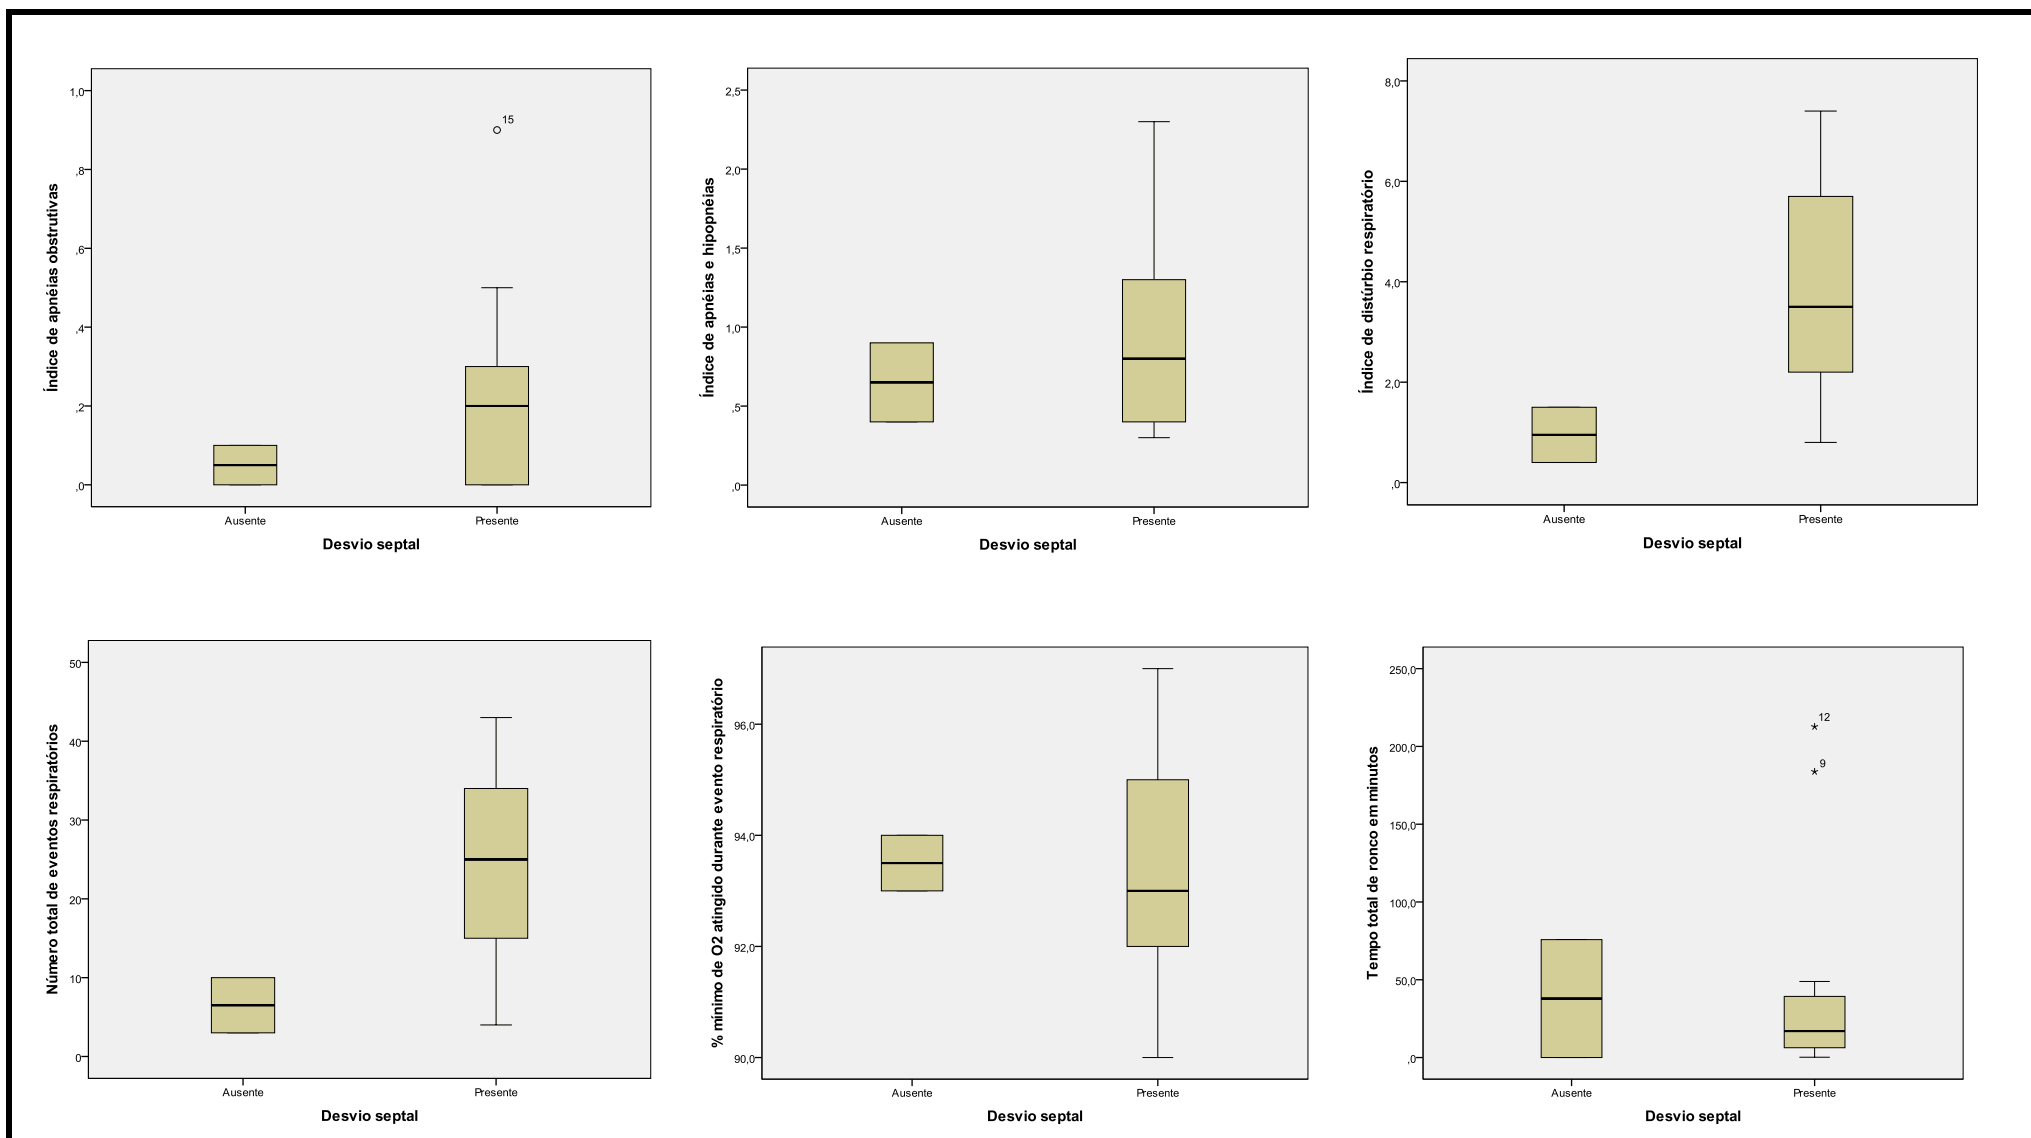 Índice de apnéias obstrutivas
1,0
,8
,6
,4
,2
,0
15
Ausente
Presente
Desvio septal
Índice de apnéias e hipopnéias
2,5
2,0
1,5
1,0
,5
,0
Ausente
Presente
Desvio septal
Índice de distúrbio respiratório
8,0
6,0
4,0
2,0
,0
Ausente
Presente
Desvio septal
Número total de eventos respiratórios
50
40
30
20
10
0
Ausente
Presente
Desvio septal
% mínimo de O2 atingido durante evento respiratório
96,0
94,0
92,0
90,0
Ausente
Presente
Desvio septal
Tempo total de ronco em minutos
250,0
200,0
150,0
100,0
50,0
,0
12
9
Ausente
Presente
Desvio septal